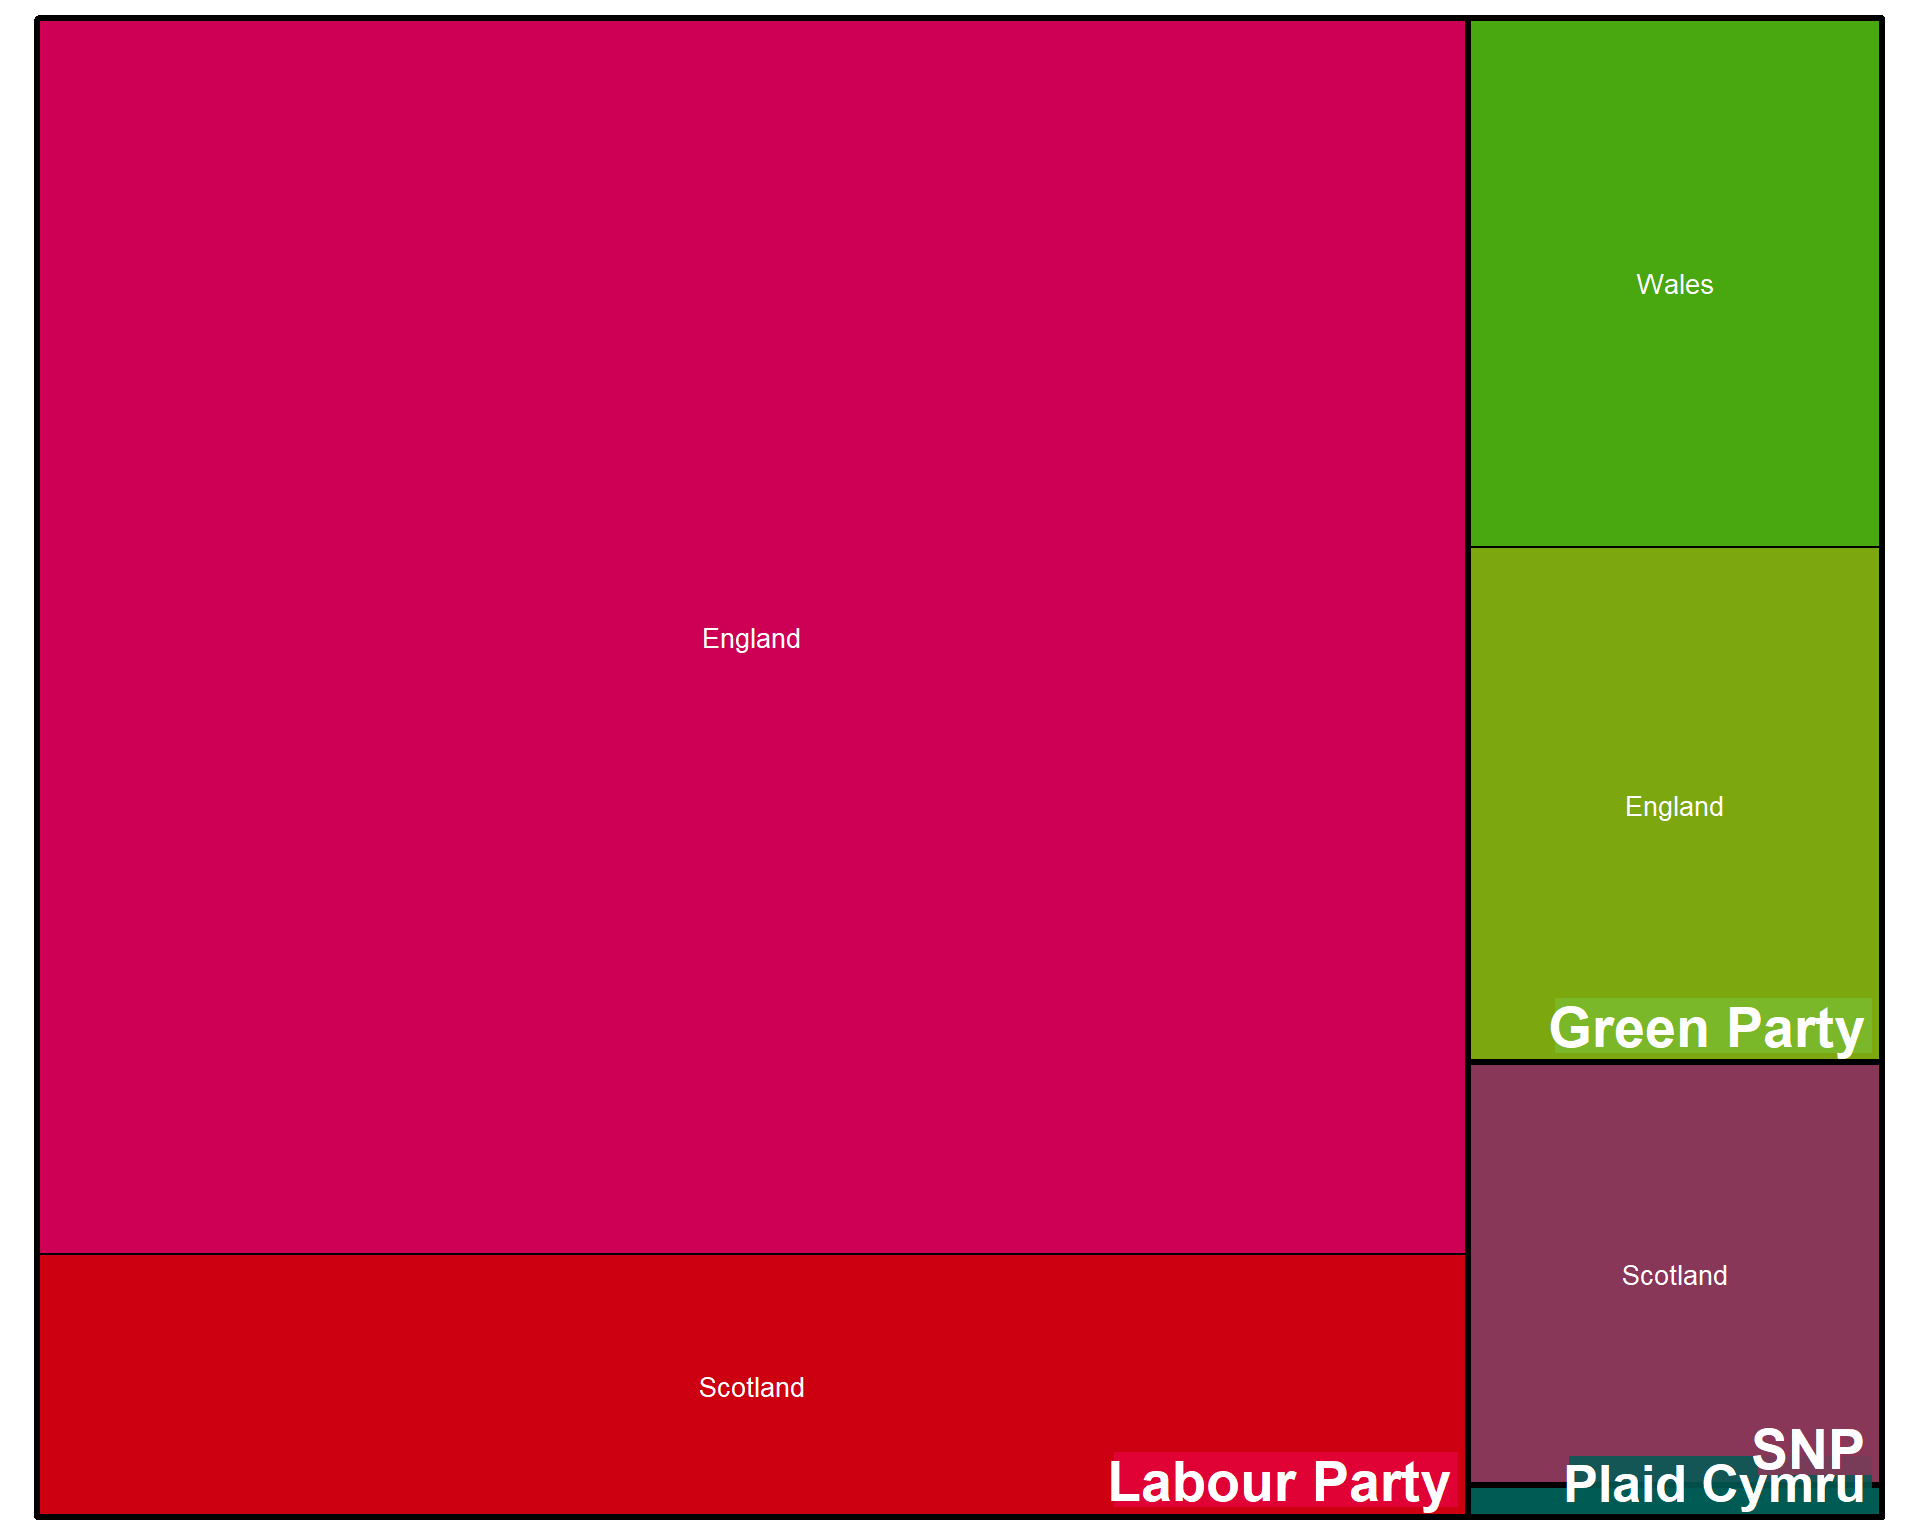 England
Scotland
Labour Party
Wales
England
Green Party
Scotland
SNP
Plaid Cymru